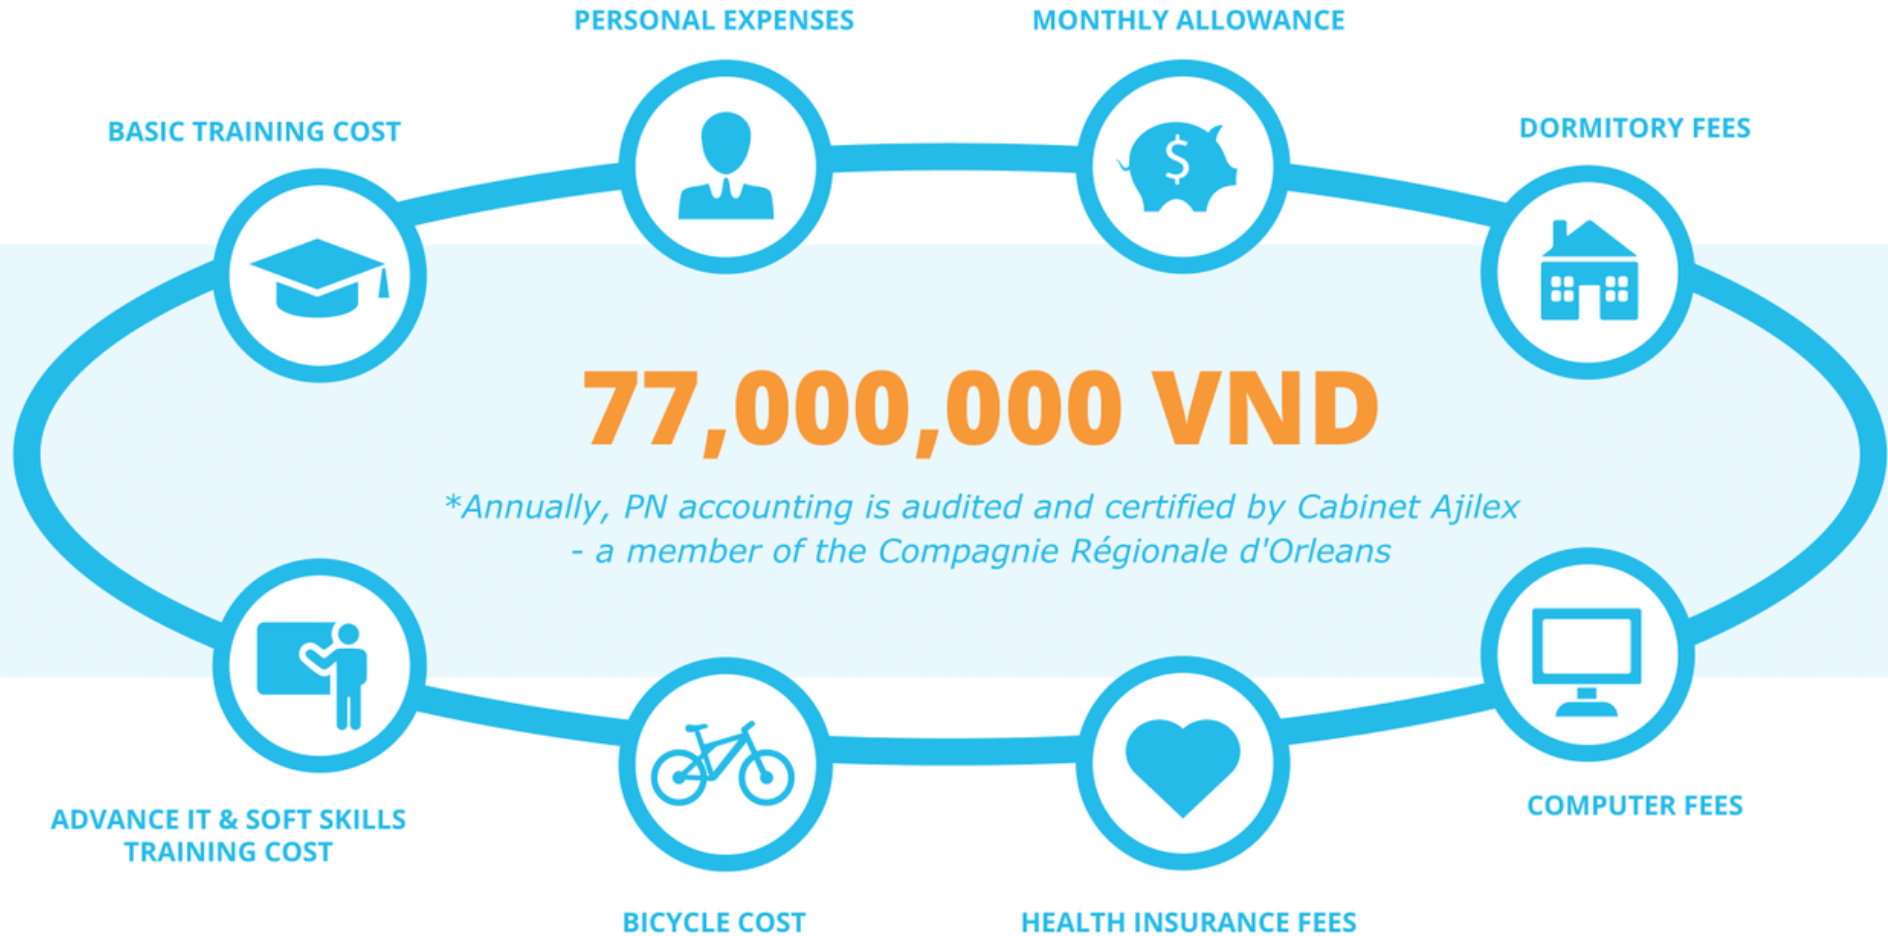 PERSONAL EXPENSES
MONTHLY ALLOWANCE
BASIC TRAINING COST
DORMITORY FEES
$
77,000,000 VND
*Annually, PN accounting is audited and certified by Cabinet Ajilex
- a member of the Compagnie Régionale d'Orleans
ADVANCE IT & SOFT SKILLS
TRAINING COST
COMPUTER FEES
BICYCLE COST
HEALTH INSURANCE FEES